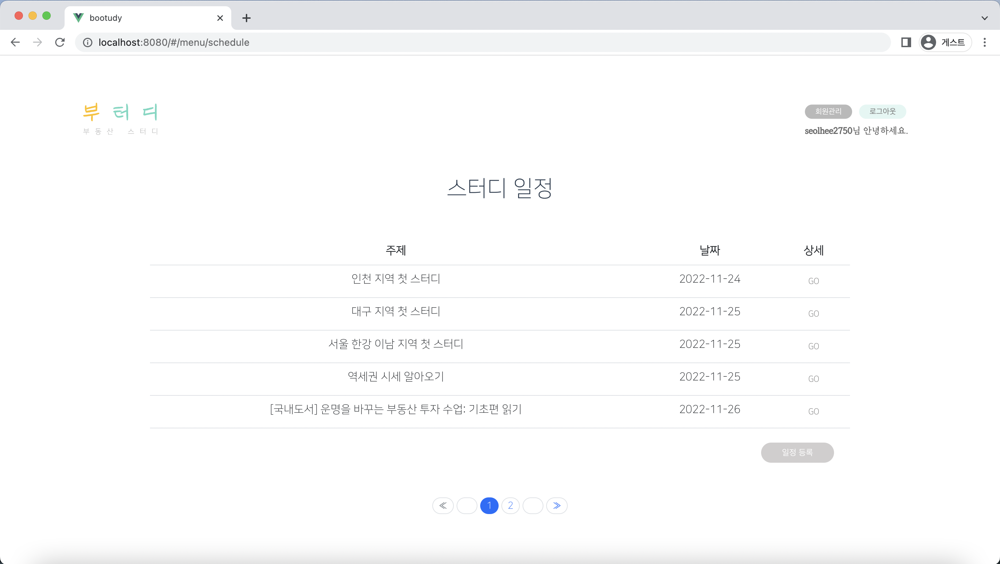 bootudy
localhost:8080/#/menu/schedule
게스트
부터디
부동산 스터디
회원관리 로그아웃
seolhee2750님 안녕하세요.
스터디 일정
주제 날짜 상세
인천 지역 첫 스터디 2022-11-24 GO
대구 지역 첫 스터디 2022-11-25 GO
서울 한강 이남 지역 첫 스터디 2022-11-25 GO
역세권 시세 알아오기 2022-11-25 GO
[국내도서] 운명을 바꾸는 부동산 투자 수업: 기초편 읽기 2022-11-26 GO
일정 등록
≪ 1 2 ≫